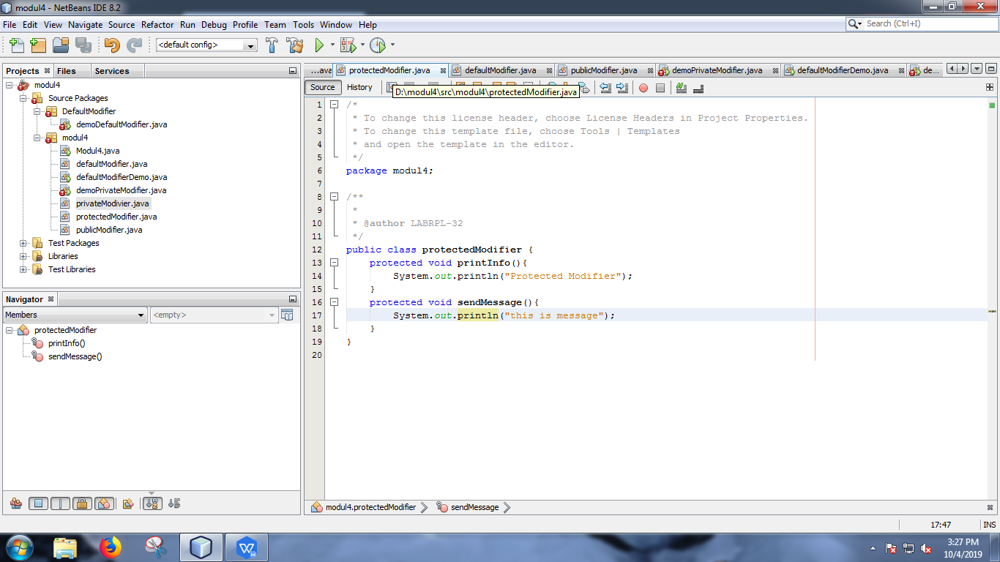 modul4 - NetBeans IDE 8.2
File Edit View Navigate Source Refactor Run Debug Profile Team Tools Window Help
Search (Ctrl+I)
<default config>
Projects Files Services
modul4
Source Packages
DefaultModifier
demoDefaultModifier.java
modul4
Modul4.java
defaultModifier.java
defaultModifierDemo.java
demoPrivateModifier.java
privateModivier.java
protectedModifier.java
publicModifier.java
Test Packages
Libraries
Test Libraries
Navigator
Members <empty>
protectedModifier
printInfo()
sendMessage()
...ava protectedModifier.java defaultModifier.java publicModifier.java demoPrivateModifier.java defaultModifierDemo.java de...
Source History
D:\modul4\src\modul4\protectedModifier.java
1 /*
2 * To change this license header, choose License Headers in Project Properties.
3 * To change this template file, choose Tools | Templates
4 * and open the template in the editor.
5 */
6 package modul4;
7
8 /**
9 *
10 * @author LABRPL-32
11 */
12 public class protectedModifier {
13 protected void printInfo(){
14 System.out.println("Protected Modifier");
15 }
16 protected void sendMessage(){
17 System.out.println("this is message");
18 }
19 }
20
modul4.protectedModifier sendMessage
17:47 INS
3:27 PM
10/4/2019